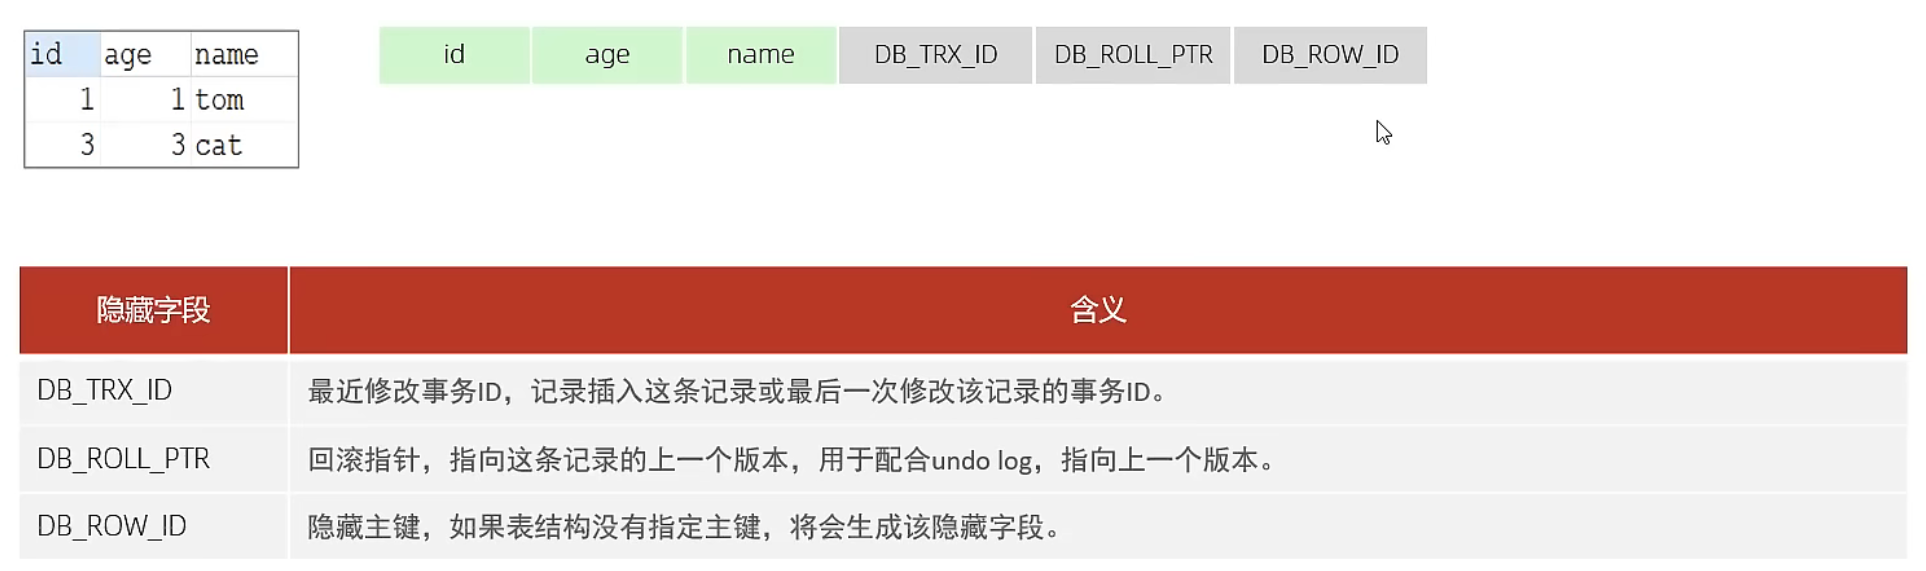 id age name
1 1 tom
3 3 cat
id age name DB_TRX_ID DB_ROLL_PTR DB_ROW_ID
隐藏字段 含义
DB_TRX_ID 最近修改事务ID，记录插入这条记录或最后一次修改该记录的事务ID。
DB_ROLL_PTR 回滚指针，指向这条记录的上一个版本，用于配合undo log，指向上一个版本。
DB_ROW_ID 隐藏主键，如果表结构没有指定主键，将会生成该隐藏字段。